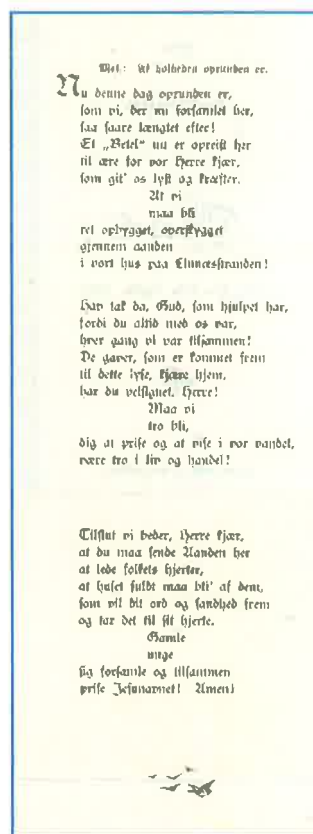 Mel.: Af højheden oprunden er.
Nu denne dag oprunden er,
som vi, der nu forsamlet her,
saa saare længtet efter!
Et „Betel“ nu er opreist her
til ære for vor Herre kjær,
som git' os lyst og kræfter.
At vi
maa bli
ret opbygget, overskygget
gjennem aanden
i vort hus paa Elvnesstranden!
Hav tak da, Gud, som hjulpet har,
fordi du altid med os var,
hver gang vi var tilsammen!
De gaver, som er kommet frem
til dette lyse, kjære hjem,
har du velsignet, Herre!
Maa vi
tro bli,
dig at prise og at vise i vor vandel,
være tro i liv og handel!
Tilslut vi beder, Herre kjær,
at du maa sende Aanden her
at lede folkets hjerter,
at huset fuldt maa bli' af dem,
som vil dit ord og sandhed frem
og tar det til sit hjerte.
Gamle
unge
sig forsamle og tilsammen
prise Jesunavnet! Amen!